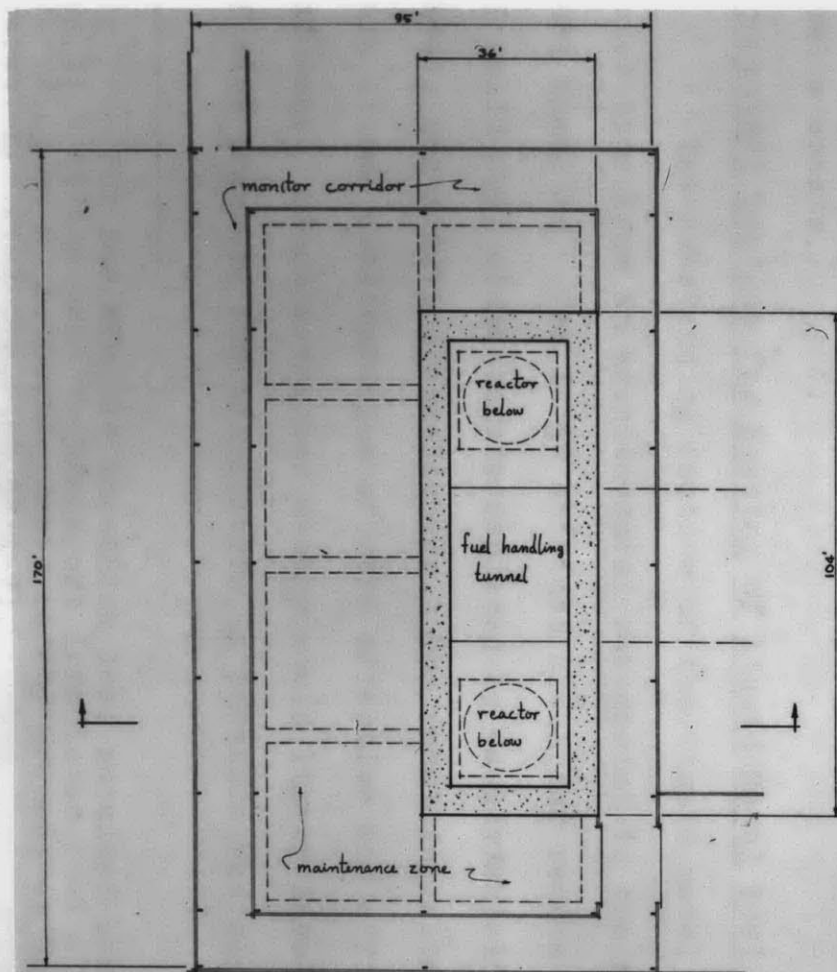 95'
36'
monitor corridor
reactor
below
170'
fuel handling
tunnel
104'
reactor
below
maintenance zone